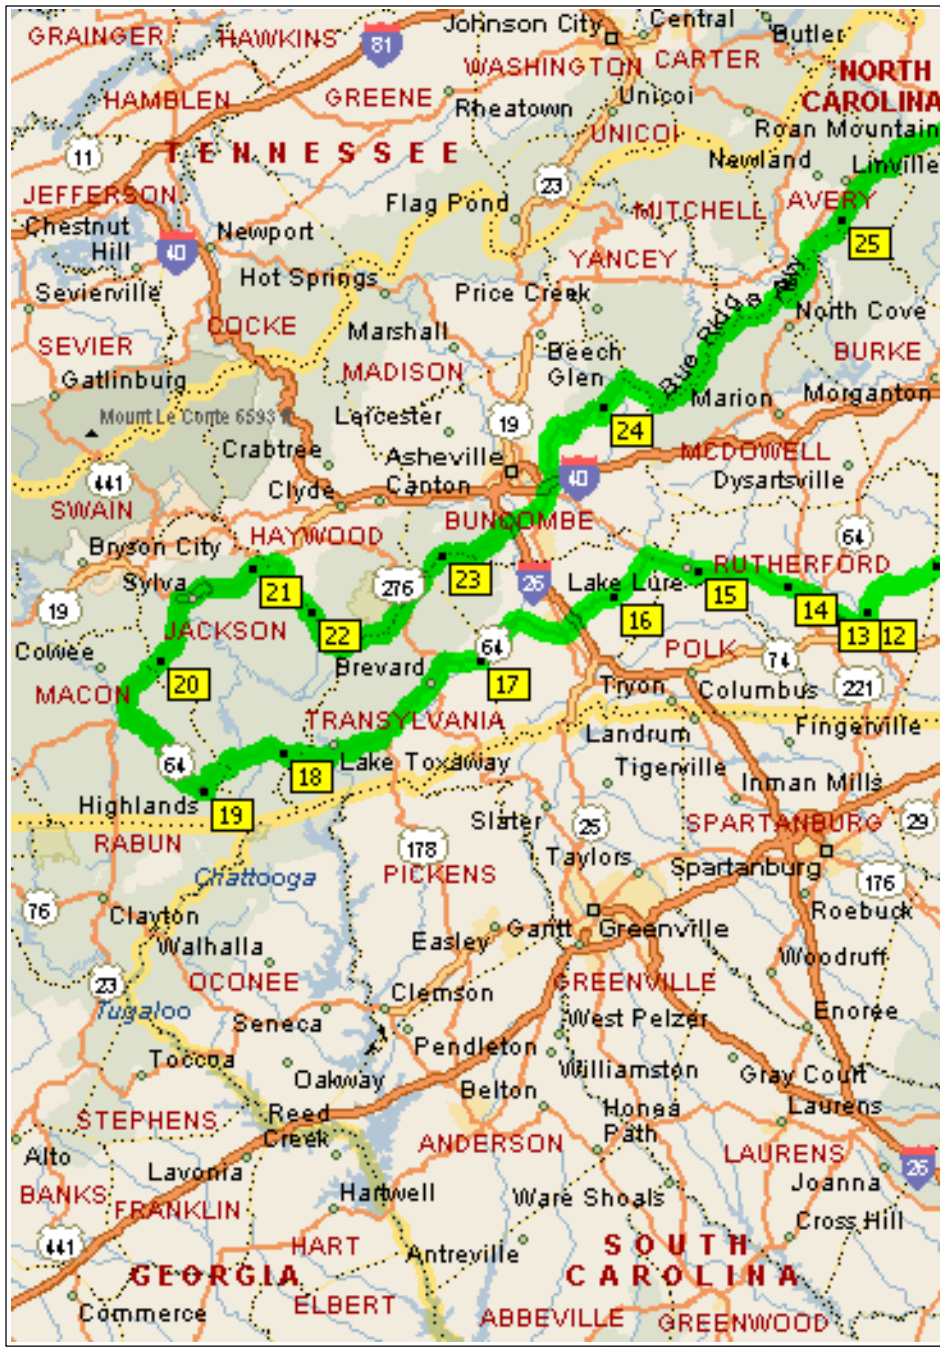 Johnson City
Central
Butler
GRAINGER
HAWKINS
81
WASHINGTON
CARTER
NORTH
CAROLINA
HAMBLEN
GREENE
Rheatown
Unicoi
UNICOI
Roan Mountain
11
TENNESSEE
Newland
Linville
JEFFERSON
23
Flag Pond
MITCHELL
AVERY
Chestnut
Hill
40
Newport
25
YANCEY
Hot Springs
Sevierville
Price Creek
North Cove
COCKE
Marshall
SEVIER
Beech
Glen
BURKE
MADISON
Gatlinburg
Marion
Morganton
Mount Le Conte 6593 ft
Leicester
19
24
Crabtree
Asheville
MCDOWELL
441
Clyde
Canton
40
Dysartsville
SWAIN
BUNCOMBE
HAYWOOD
64
Bryson City
Sylva
276
23
26
Lake Lure
RUTHERFORD
19
21
15
14
16
JACKSON
22
13
12
64
Cowee
Brevard
POLK
74
20
17
Tryon
Columbus
221
MACON
TRANSYLVANIA
Landrum
Fingerville
64
18
Lake Toxaway
Tigerville
Inman Mills
Highlands
19
Slater
25
SPARTANBURG
29
RABUN
178
Taylors
Spartanburg
Chattooga
PICKENS
176
76
Clayton
Roebuck
Walhalla
Easley
Gantt
Greenville
Woodruff
23
OCONEE
GREENVILLE
Tugaloo
Clemson
Seneca
West Pelzer
Enoree
Toccoa
Pendleton
Oakway
Williamston
Gray Court
Belton
STEPHENS
Reed
Creek
Honea
Path
Laurens
Alto
ANDERSON
LAURENS
26
Lavonia
Joanna
BANKS
FRANKLIN
Hartwell
Ware Shoals
Cross Hill
441
HART
Antreville
SOUTH
CAROLINA
GEORGIA
Commerce
ELBERT
ABBEVILLE
GREENWOOD